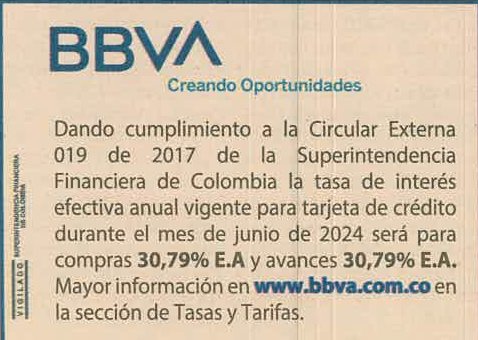 BBVA
Creando Oportunidades
Dando cumplimiento a la Circular Externa
019 de 2017 de la Superintendencia
Financiera de Colombia la tasa de interés
efectiva anual vigente para tarjeta de crédito
durante el mes de junio de 2024 será para
compras 30,79% E.A y avances 30,79% E.A.
Mayor información en www.bbva.com.co en
la sección de Tasas y Tarifas.
VIGILADO
SUPERINTENDENCIA FINANCIERA
DE COLOMBIA